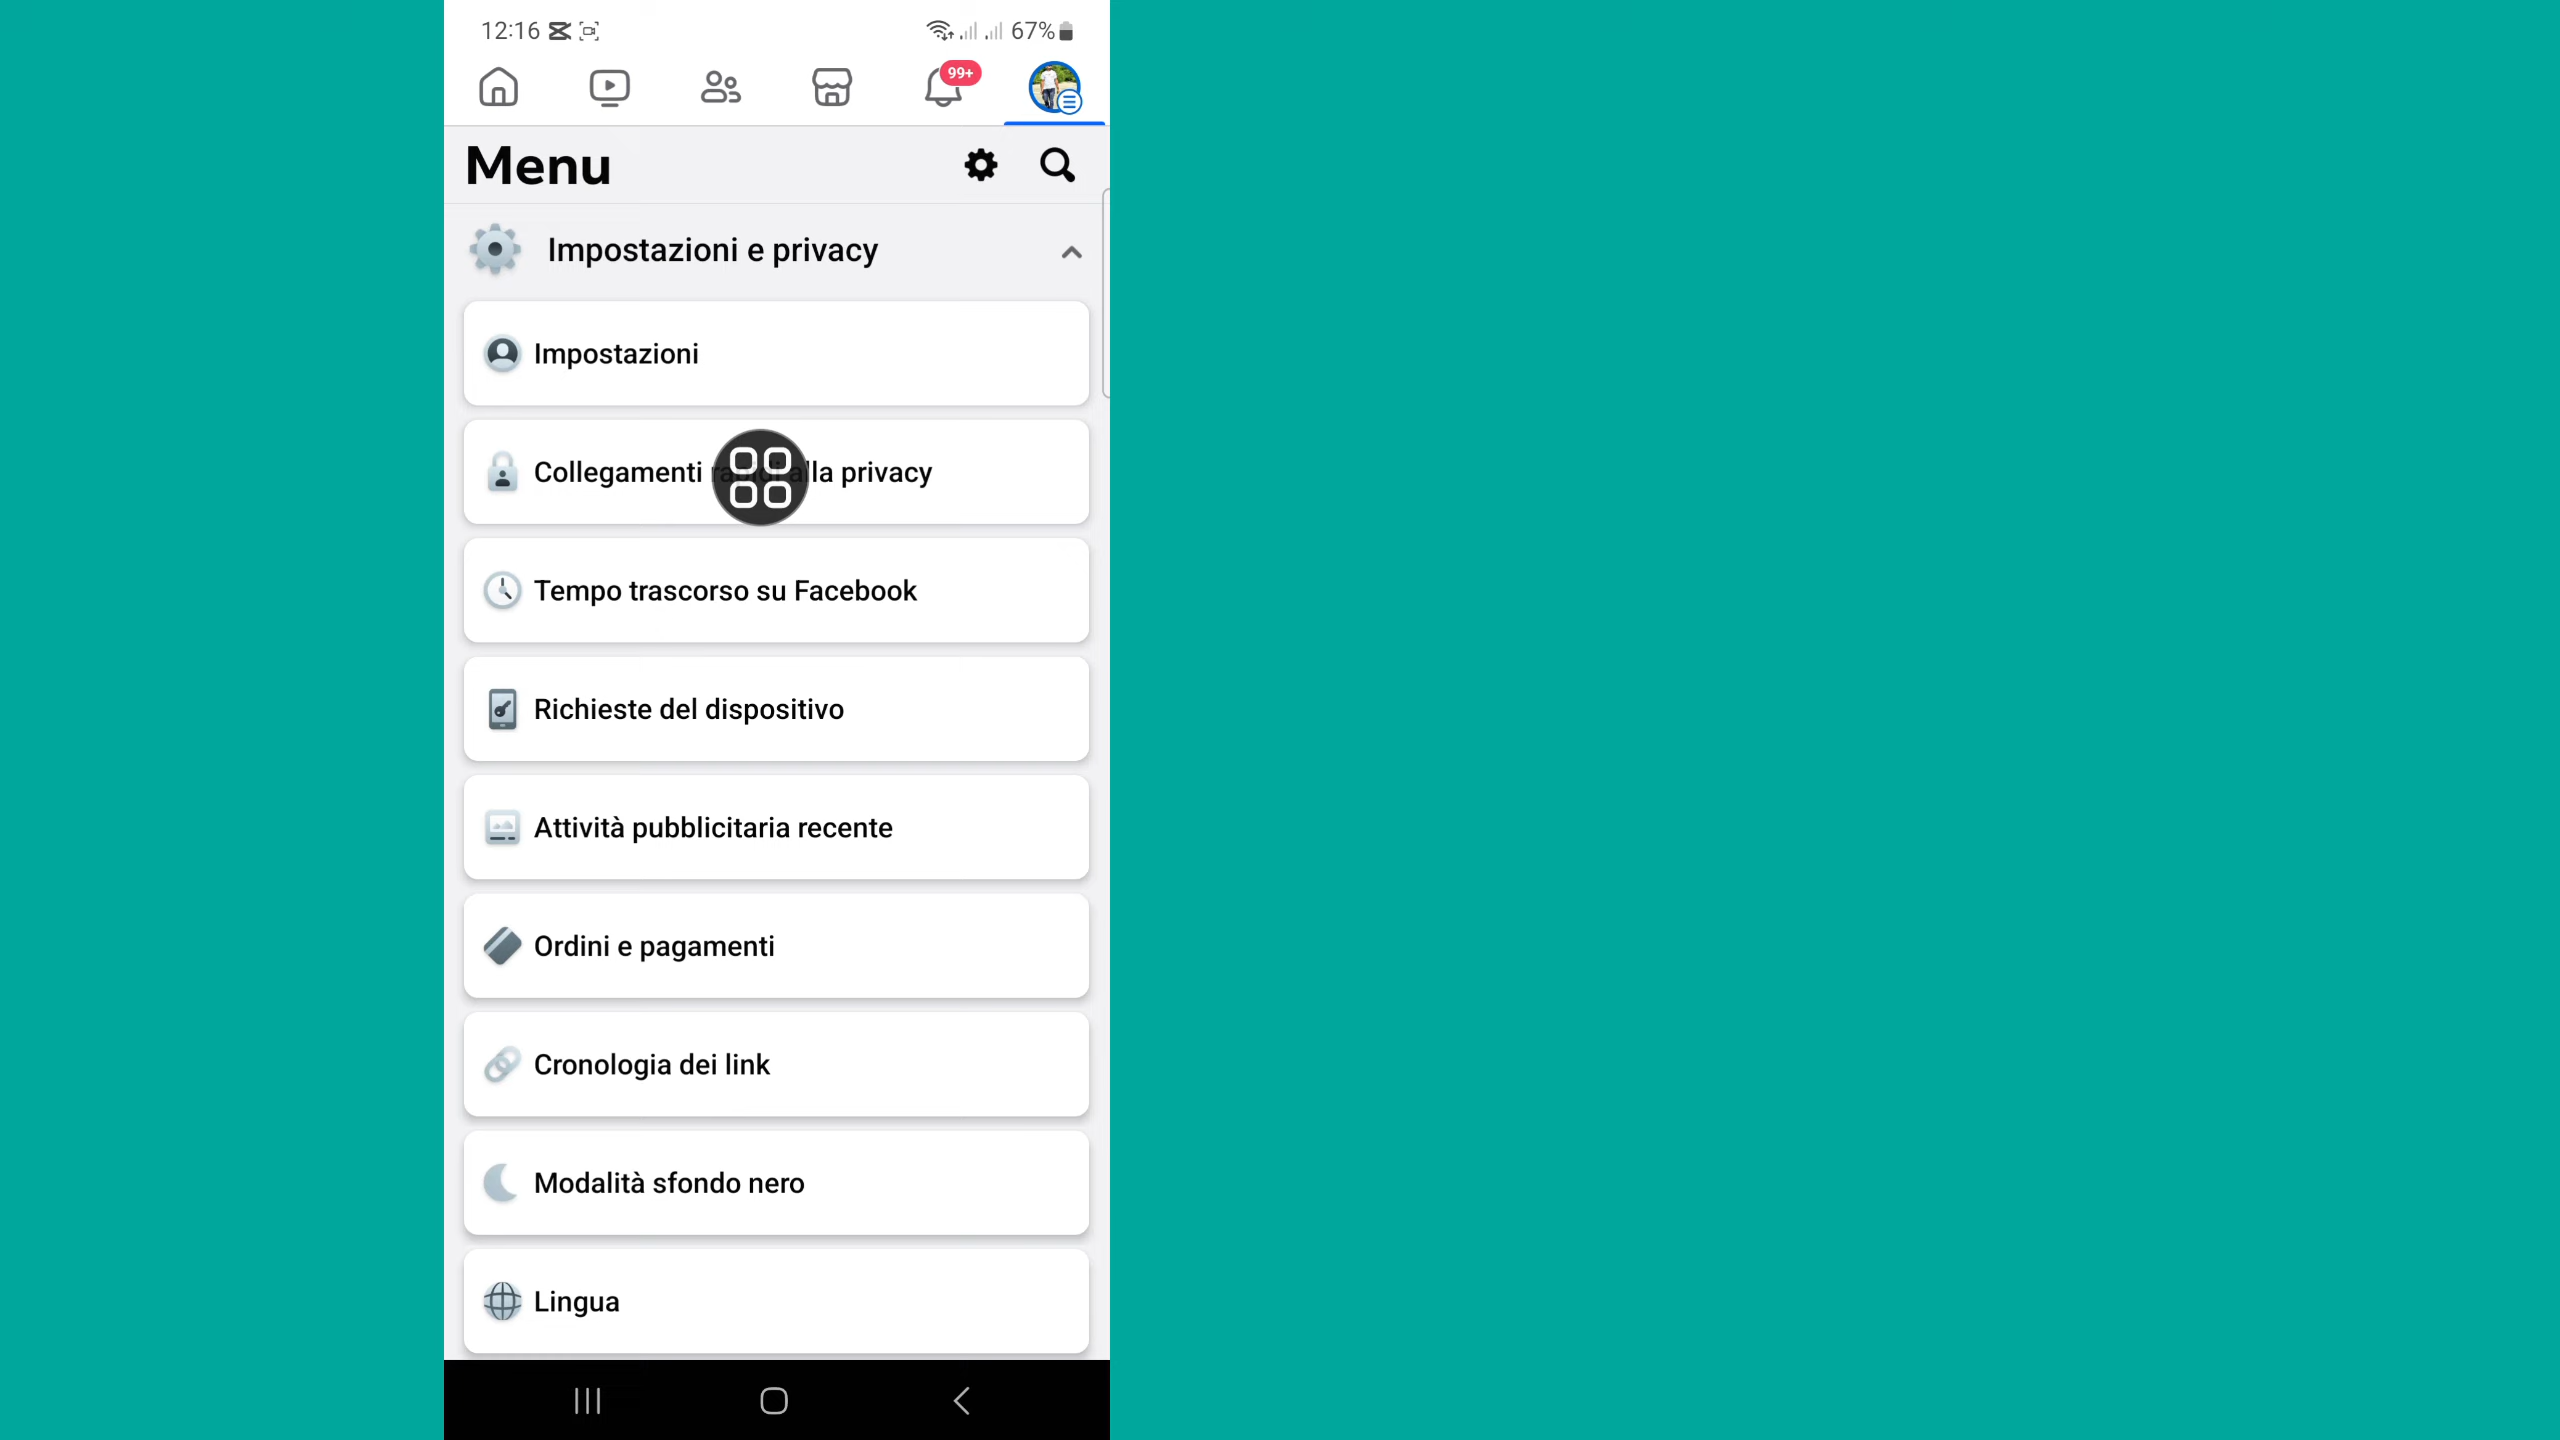 12:16 67%
99+
Menu
Impostazioni e privacy
Impostazioni
Collegamenti rapidi alla privacy
Tempo trascorso su Facebook
Richieste del dispositivo
Attività pubblicitaria recente
Ordini e pagamenti
Cronologia dei link
Modalità sfondo nero
Lingua